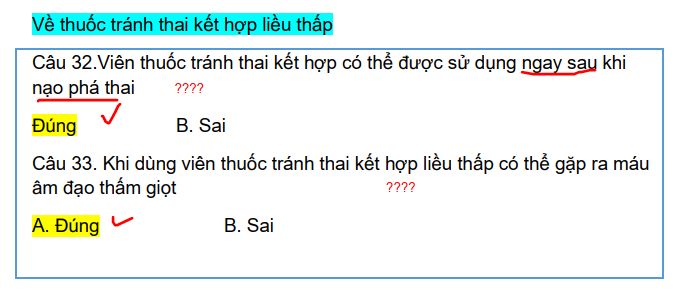 Về thuốc tránh thai kết hợp liều thấp
Câu 32.Viên thuốc tránh thai kết hợp có thể được sử dụng ngay sau khi
nạo phá thai ????
Đúng B. Sai
Câu 33. Khi dùng viên thuốc tránh thai kết hợp liều thấp có thể gặp ra máu
âm đạo thấm giọt ????
A. Đúng B. Sai